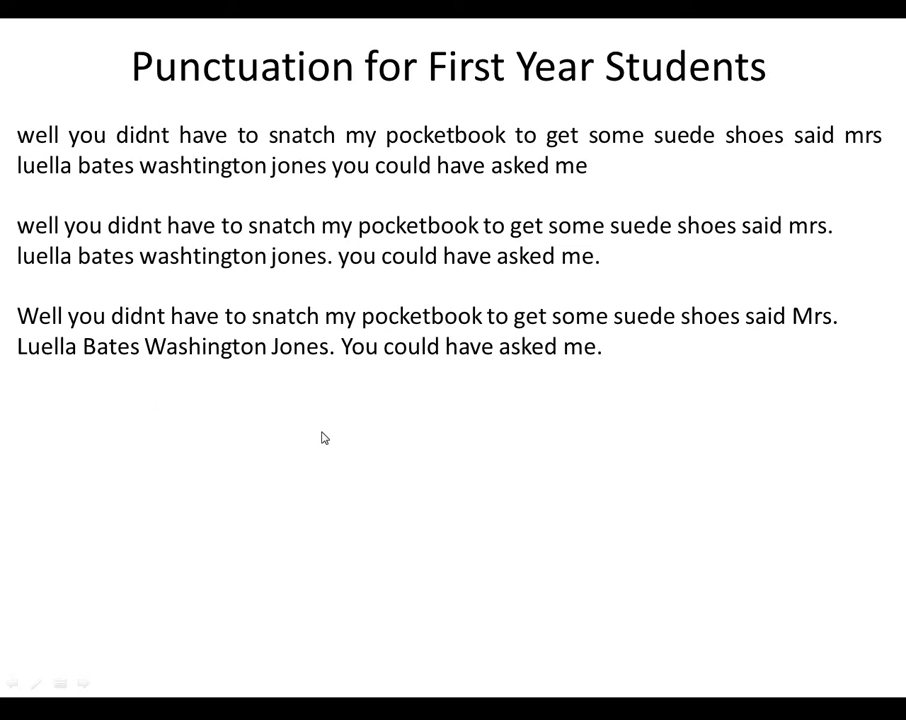 Punctuation for First Year Students
well you didnt have to snatch my pocketbook to get some suede shoes said mrs
luella bates washtington jones you could have asked me
well you didnt have to snatch my pocketbook to get some suede shoes said mrs.
luella bates washtington jones. you could have asked me.
Well you didnt have to snatch my pocketbook to get some suede shoes said Mrs.
Luella Bates Washington Jones. You could have asked me.